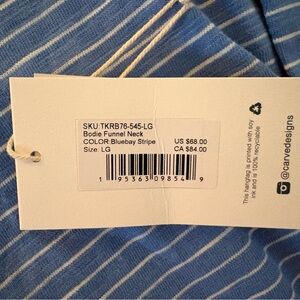 SKU:TKRB76-545-LG
Bodie Funnel Neck
COLOR:Bluebay Stripe US $68.00
Size: LG CA $84.00
1 95363 09854 9
This hangtag is printed with soy
ink and is 100% recyclable
@carvedesigns